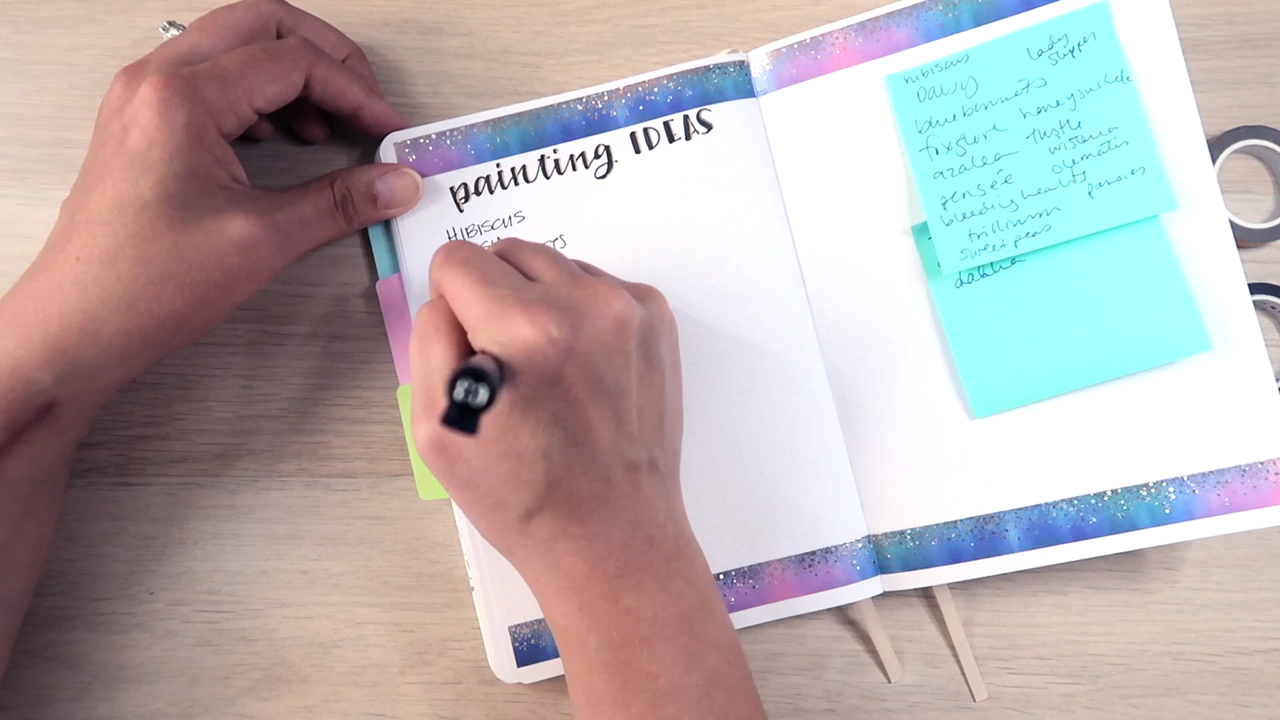 painting IDEAS
HIBISCUS
hibiscus
Lady
Slipper
Daisy
bluebonnets
foxglove honeysuckle
azalea thistle
pensée wisteria
clematis
bleeding hearts pansies
trillium
sweet peas
dahlia